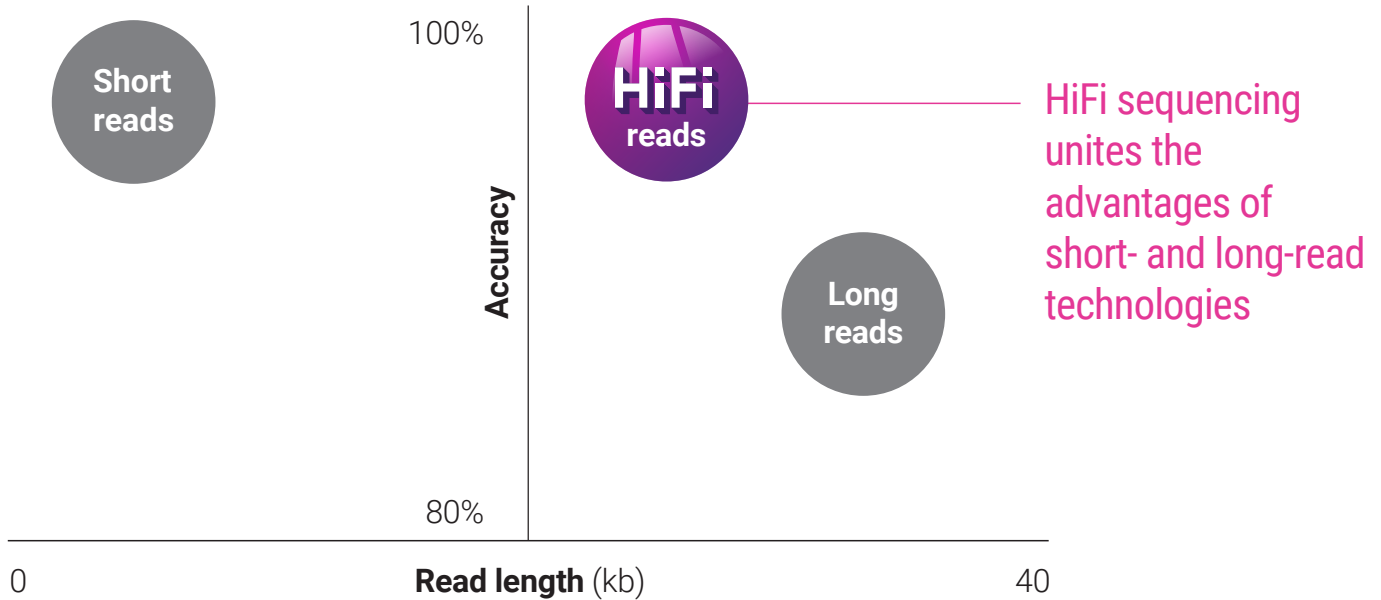 100%
Short
reads
HiFi
reads
HiFi sequencing
unites the
advantages of
short- and long-read
technologies
Accuracy
Long
reads
80%
0
Read length (kb)
40